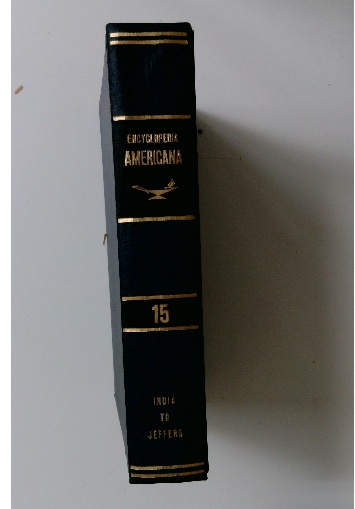 ENCYCLOPEDIA
AMERICANA
15
INDIA
TO
JEFFERS